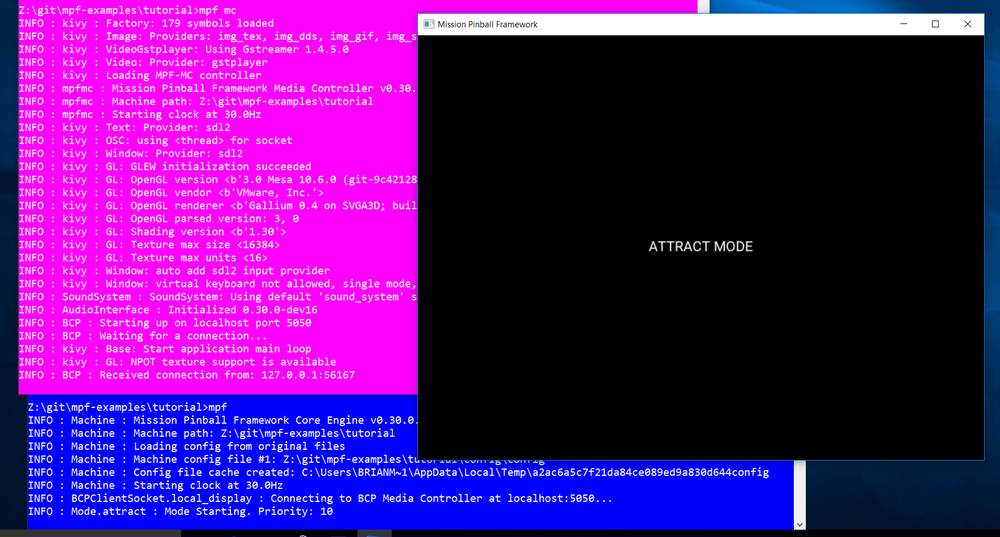 Z:\git\mpf-examples\tutorial>mpf mc
INFO : kivy : Factory: 179 symbols loaded
INFO : kivy : Image: Providers: img_tex, img_dds, img_gif, img_s
INFO : kivy : VideoGstplayer: Using Gstreamer 1.4.5.0
INFO : kivy : Video: Provider: gstplayer
INFO : kivy : Loading MPF-MC controller
INFO : mpfmc : Mission Pinball Framework Media Controller v0.30.
INFO : mpfmc : Machine path: Z:\git\mpf-examples\tutorial
INFO : mpfmc : Starting clock at 30.0Hz
INFO : kivy : Text: Provider: sdl2
INFO : kivy : OSC: using <thread> for socket
INFO : kivy : Window: Provider: sdl2
INFO : kivy : GL: GLEW initialization succeeded
INFO : kivy : GL: OpenGL version <b'3.0 Mesa 10.6.0 (git-9c42128
INFO : kivy : GL: OpenGL vendor <b'VMware, Inc.'>
INFO : kivy : GL: OpenGL renderer <b'Gallium 0.4 on SVGA3D; buil
INFO : kivy : GL: OpenGL parsed version: 3, 0
INFO : kivy : GL: Shading version <b'1.30'>
INFO : kivy : GL: Texture max size <16384>
INFO : kivy : GL: Texture max units <16>
INFO : kivy : Window: auto add sdl2 input provider
INFO : kivy : Window: virtual keyboard not allowed, single mode,
INFO : SoundSystem : SoundSystem: Using default 'sound_system' s
INFO : AudioInterface : Initialized 0.30.0-dev16
INFO : BCP : Starting up on localhost port 5050
INFO : BCP : Waiting for a connection...
INFO : kivy : Base: Start application main loop
INFO : kivy : GL: NPOT texture support is available
INFO : BCP : Received connection from: 127.0.0.1:56167
Mission Pinball Framework
ATTRACT MODE
Z:\git\mpf-examples\tutorial>mpf
INFO : Machine : Mission Pinball Framework Core Engine v0.30.0.
INFO : Machine : Machine path: Z:\git\mpf-examples\tutorial
INFO : Machine : Loading config from original files
INFO : Machine : Machine config file #1: Z:\git\mpf-examples\tutorial\config\config
INFO : Machine : Config file cache created: C:\Users\BRIANM~1\AppData\Local\Temp\a2ac6a5c7f21da84ce089ed9a830d644config
INFO : Machine : Starting clock at 30.0Hz
INFO : BCPClientSocket.local_display : Connecting to BCP Media Controller at localhost:5050...
INFO : Mode.attract : Mode Starting. Priority: 10